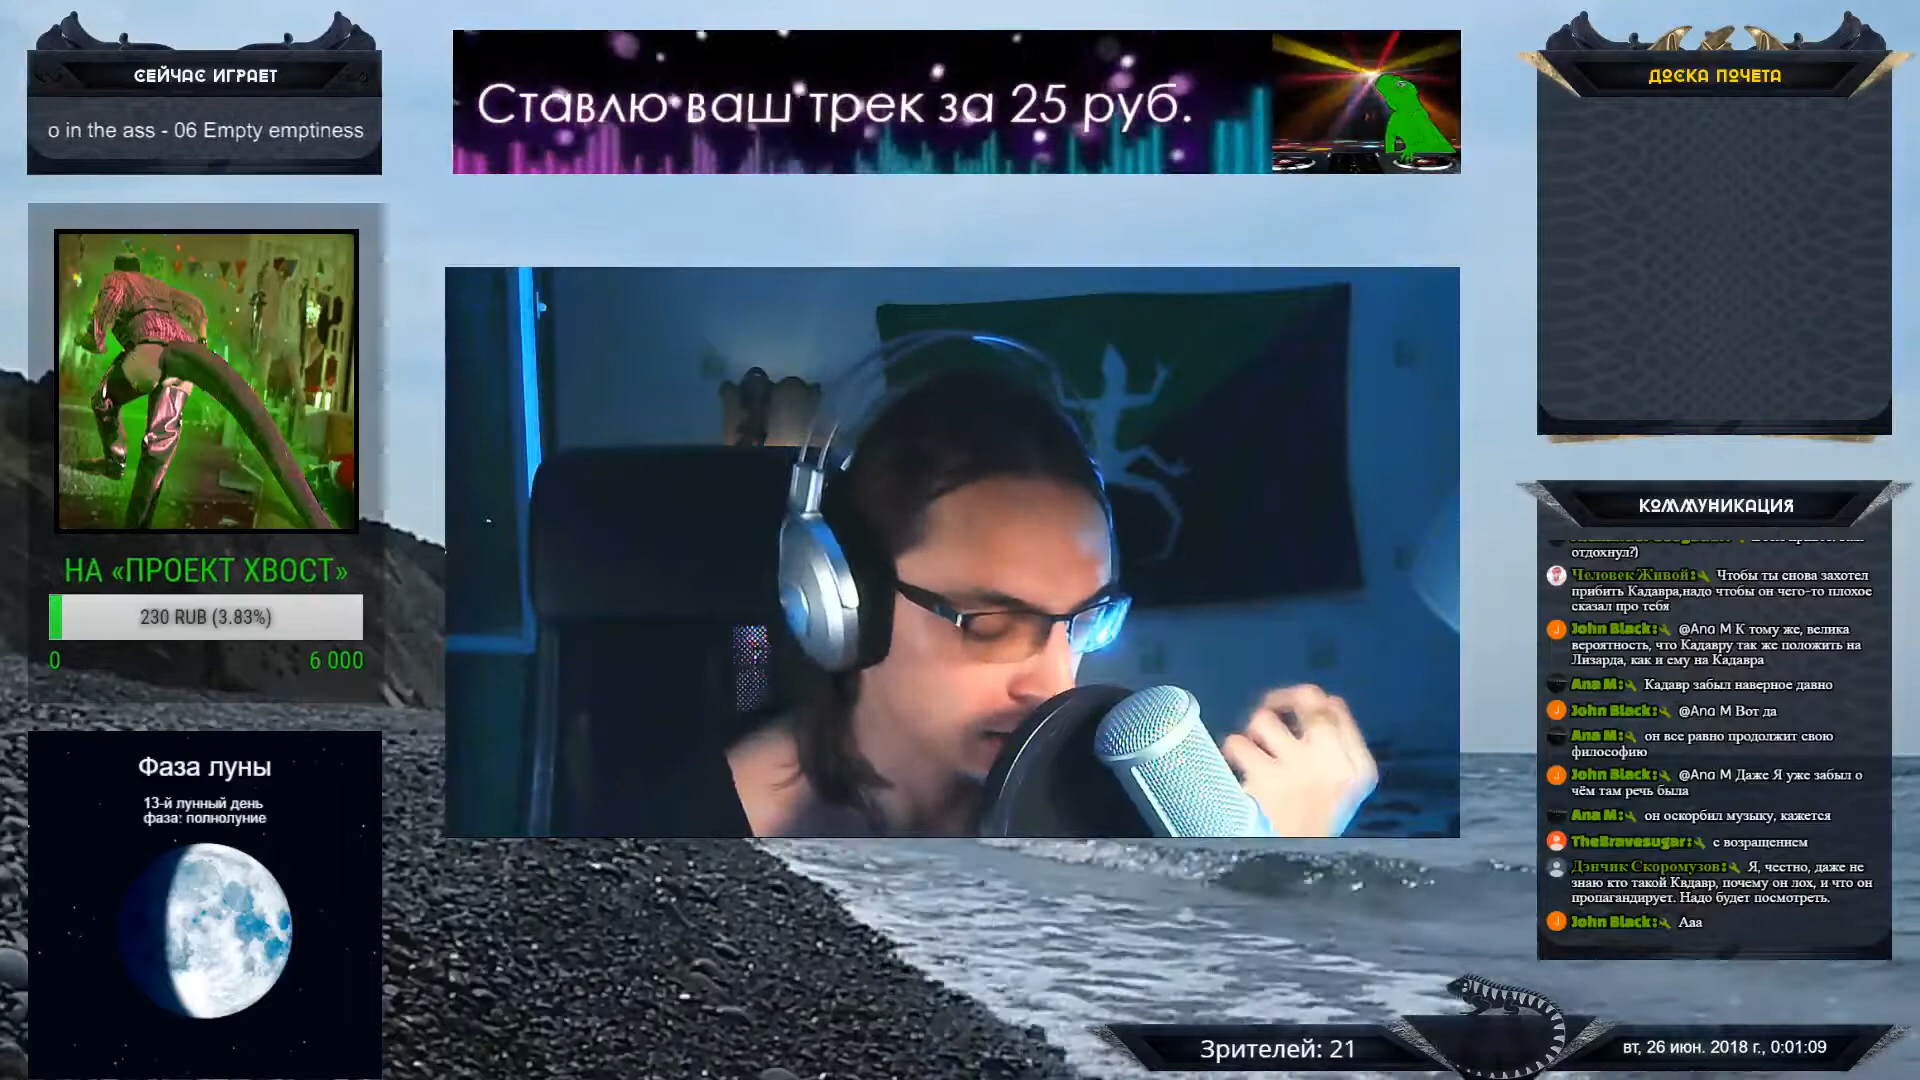 СЕЙЧАС ИГРАЕТ
o in the ass - 06 Empty emptiness
Ставлю ваш трек за 25 руб.
ДОСКА ПОЧЕТА
НА «ПРОЕКТ ХВОСТ»
230 RUB (3.83%)
0
6 000
Фаза луны
13-й лунный день
фаза: полнолуние
КОММУНИКАЦИЯ
отдохнул?)
Человек Живой: Чтобы ты снова захотел
прибить Кадавра,надо чтобы он чего-то плохое
сказал про тебя
John Black: @Ana M К тому же, велика
вероятность, что Кадавру так же положить на
Лизарда, как и ему на Кадавра
Ana M: Кадавр забыл наверное давно
John Black: @Ana M Вот да
Ana M: он все равно продолжит свою
философию
John Black: @Ana M Даже Я уже забыл о
чём там речь была
Ana M: он оскорбил музыку, кажется
TheBravesugar: с возращением
Дэнчик Скоромузов: Я, честно, даже не
знаю кто такой Квдавр, почему он лох, и что он
пропагандирует. Надо будет посмотреть.
John Black: Ааа
Зрителей: 21
вт, 26 июн. 2018 г., 0:01:09